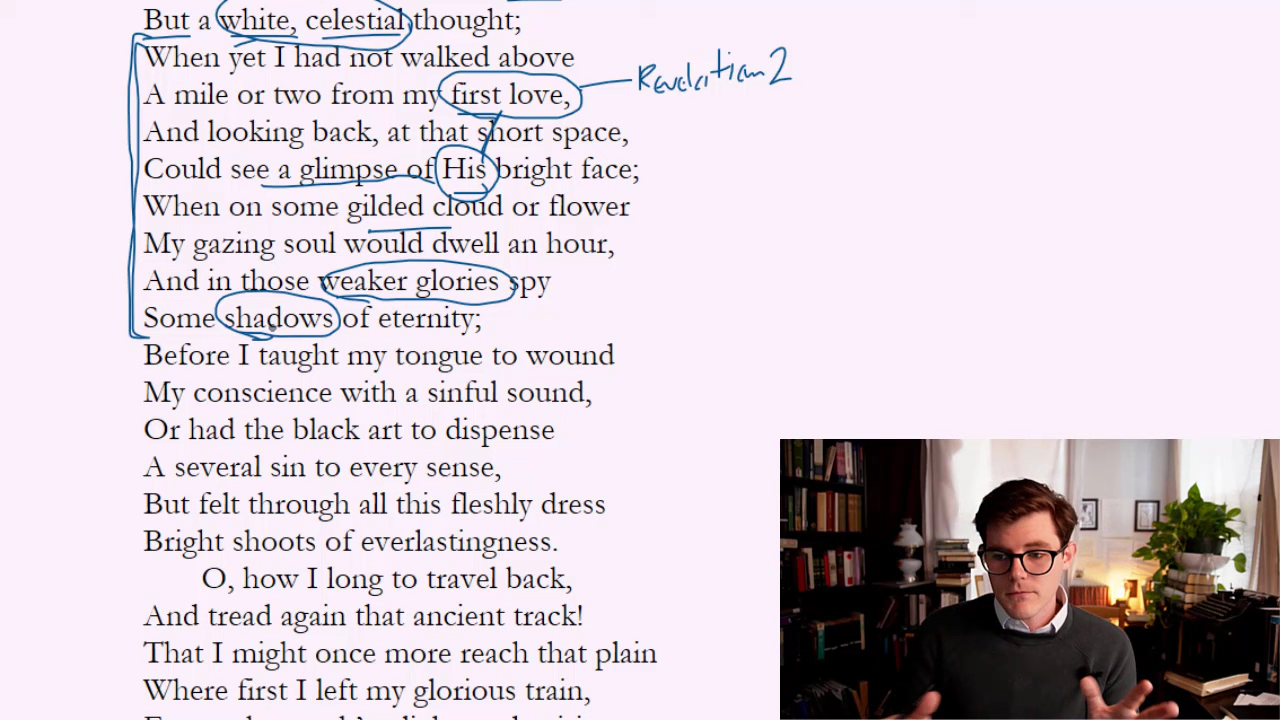 But a white, celestial thought;
When yet I had not walked above
A mile or two from my first love,
Revelation 2
And looking back, at that short space,
Could see a glimpse of His bright face;
When on some gilded cloud or flower
My gazing soul would dwell an hour,
And in those weaker glories spy
Some shadows of eternity;
Before I taught my tongue to wound
My conscience with a sinful sound,
Or had the black art to dispense
A several sin to every sense,
But felt through all this fleshly dress
Bright shoots of everlastingness.
O, how I long to travel back,
And tread again that ancient track!
That I might once more reach that plain
Where first I left my glorious train,